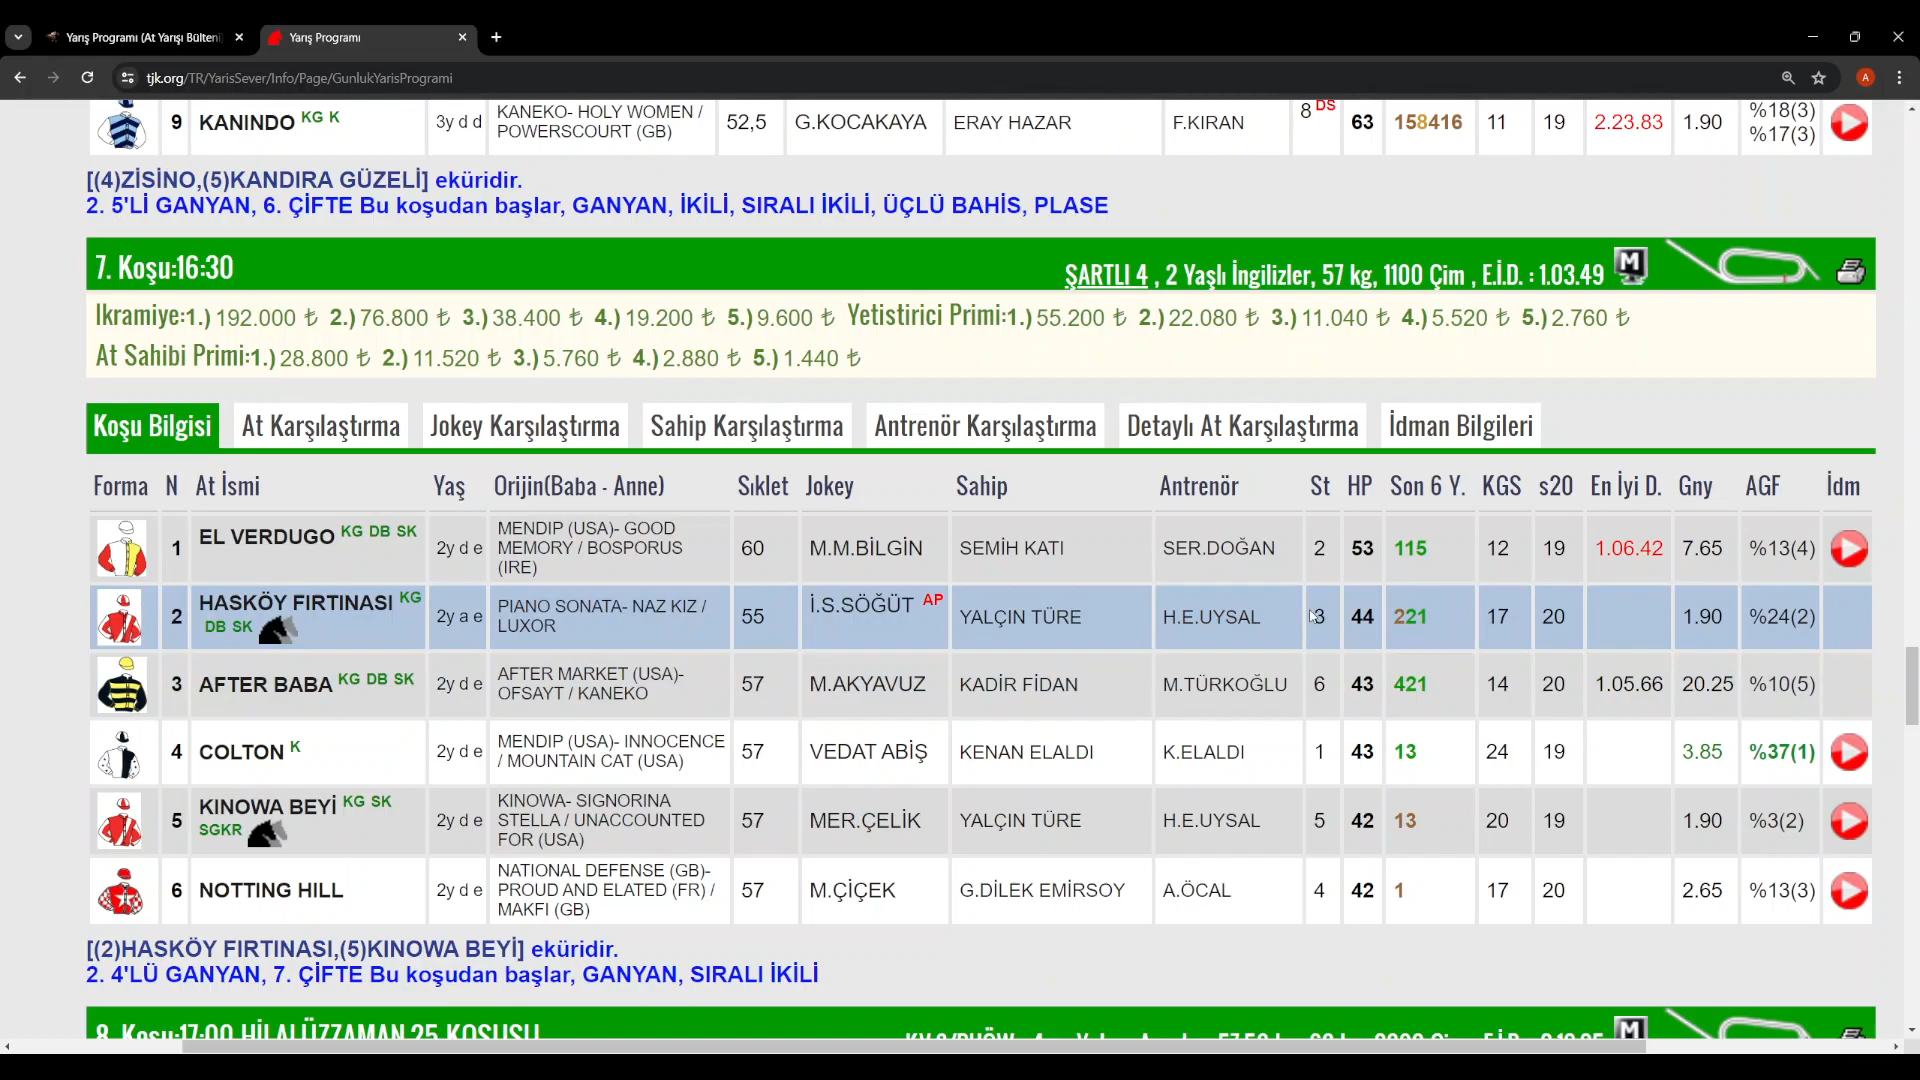 Yarış Programı (At Yarışı Bülteni
Yarış Programı
tjk.org/TR/YarisSever/Info/Page/GunlukYarisProgrami
A
9 KANINDO KG K 3y d d KANEKO- HOLY WOMEN / POWERSCOURT (GB) 52,5 G.KOCAKAYA ERAY HAZAR F.KIRAN 8 DS 63 158416 11 19 2.23.83 1.90 %18(3) %17(3)
[(4)ZİSİNO,(5)KANDIRA GÜZELİ] eküridir.
2. 5'Lİ GANYAN, 6. ÇİFTE Bu koşudan başlar, GANYAN, İKİLİ, SIRALI İKİLİ, ÜÇLÜ BAHİS, PLASE
7. Koşu:16:30
ŞARTLI 4 , 2 Yaşlı İngilizler, 57 kg, 1100 Çim , E.İ.D. : 1.03.49 M
Ikramiye:1.) 192.000 ₺ 2.) 76.800 ₺ 3.) 38.400 ₺ 4.) 19.200 ₺ 5.) 9.600 ₺ Yetistirici Primi:1.) 55.200 ₺ 2.) 22.080 ₺ 3.) 11.040 ₺ 4.) 5.520 ₺ 5.) 2.760 ₺
At Sahibi Primi:1.) 28.800 ₺ 2.) 11.520 ₺ 3.) 5.760 ₺ 4.) 2.880 ₺ 5.) 1.440 ₺
Koşu Bilgisi At Karşılaştırma Jokey Karşılaştırma Sahip Karşılaştırma Antrenör Karşılaştırma Detaylı At Karşılaştırma İdman Bilgileri
Forma N At İsmi Yaş Orijin(Baba - Anne) Sıklet Jokey Sahip Antrenör St HP Son 6 Y. KGS s20 En İyi D. Gny AGF İdm
1 EL VERDUGO KG DB SK 2y d e MENDIP (USA)- GOOD MEMORY / BOSPORUS (IRE) 60 M.M.BİLGİN SEMİH KATI SER.DOĞAN 2 53 115 12 19 1.06.42 7.65 %13(4)
2 HASKÖY FIRTINASI KG DB SK 2y a e PIANO SONATA- NAZ KIZ / LUXOR 55 İ.S.SÖĞÜT AP YALÇIN TÜRE H.E.UYSAL 3 44 221 17 20 1.90 %24(2)
3 AFTER BABA KG DB SK 2y d e AFTER MARKET (USA)- OFSAYT / KANEKO 57 M.AKYAVUZ KADİR FİDAN M.TÜRKOĞLU 6 43 421 14 20 1.05.66 20.25 %10(5)
4 COLTON K 2y d e MENDIP (USA)- INNOCENCE / MOUNTAIN CAT (USA) 57 VEDAT ABİŞ KENAN ELALDI K.ELALDI 1 43 13 24 19 3.85 %37(1)
5 KINOWA BEYİ KG SK SGKR 2y d e KINOWA- SIGNORINA STELLA / UNACCOUNTED FOR (USA) 57 MER.ÇELİK YALÇIN TÜRE H.E.UYSAL 5 42 13 20 19 1.90 %3(2)
6 NOTTING HILL 2y d e NATIONAL DEFENSE (GB)- PROUD AND ELATED (FR) / MAKFI (GB) 57 M.ÇİÇEK G.DİLEK EMİRSOY A.ÖCAL 4 42 1 17 20 2.65 %13(3)
[(2)HASKÖY FIRTINASI,(5)KINOWA BEYİ] eküridir.
2. 4'LÜ GANYAN, 7. ÇİFTE Bu koşudan başlar, GANYAN, SIRALI İKİLİ
8. Koşu:17:00 HİLALÜZZAMAN 25 KOŞUSU
M